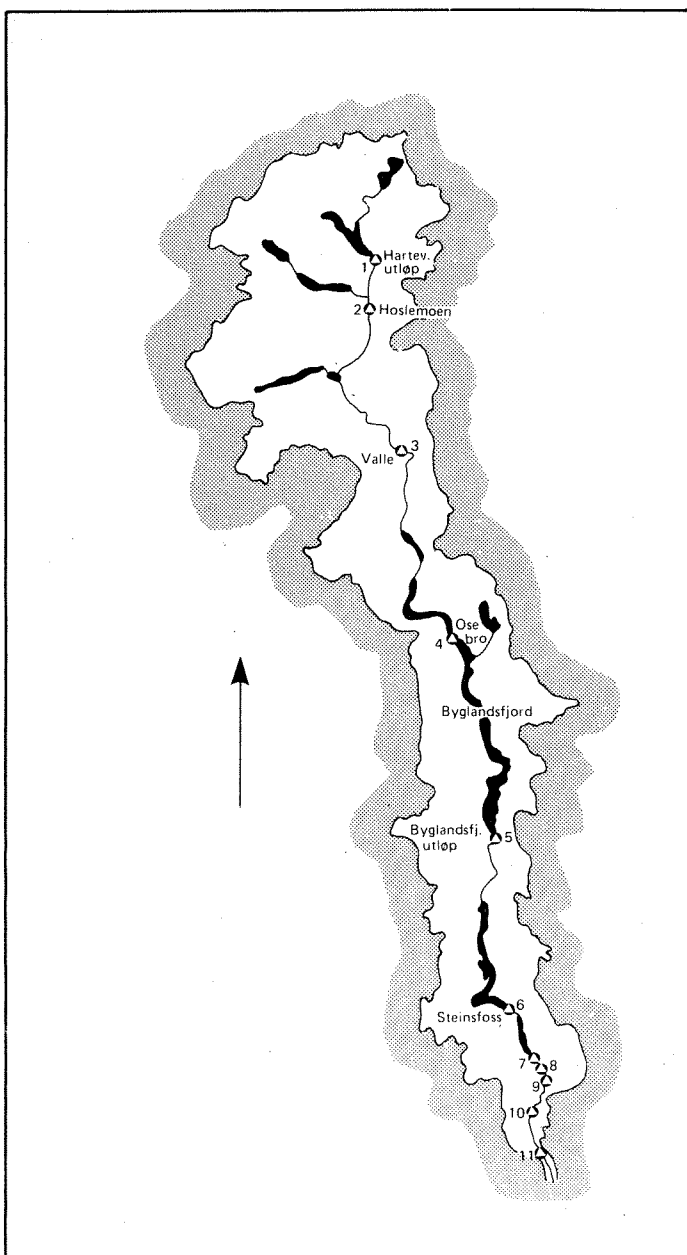 Hartev.
1 utløp
2 Hoslemoen
3
Valle
Ose
4 bro
Byglandsfjord
Byglandsfj.
utløp 5
6
Steinsfoss
7 8
9
10
11